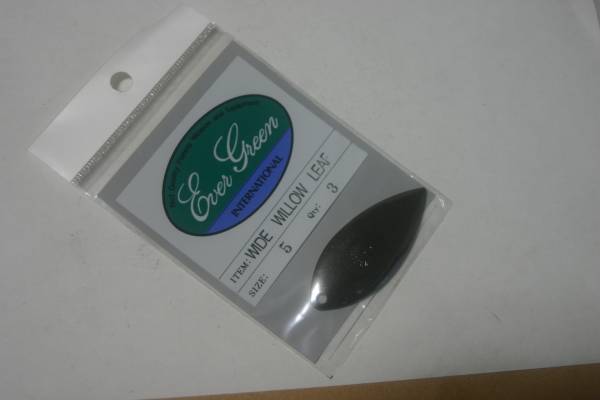 Ever Green
INTERNATIONAL
ITEM: WIDE WILLOW LEAF
SIZE: 5 Qty: 3